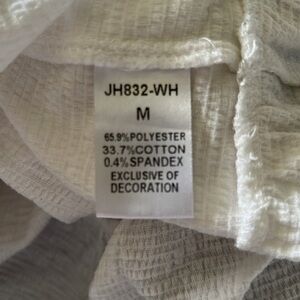 JH832-WH
M
65.9%POLYESTER
33.7%COTTON
0.4%SPANDEX
EXCLUSIVE OF
DECORATION